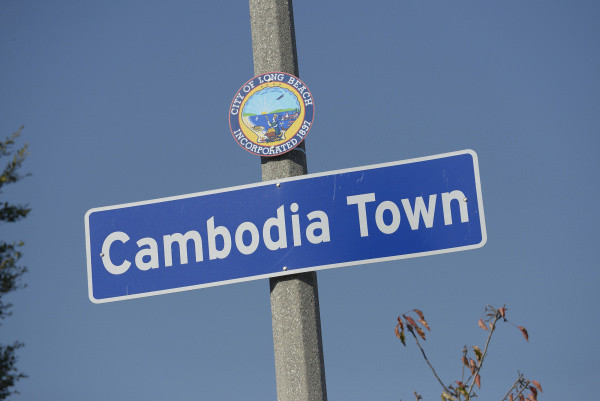 CITY OF LONG BEACH
INCORPORATED 1897
Cambodia Town